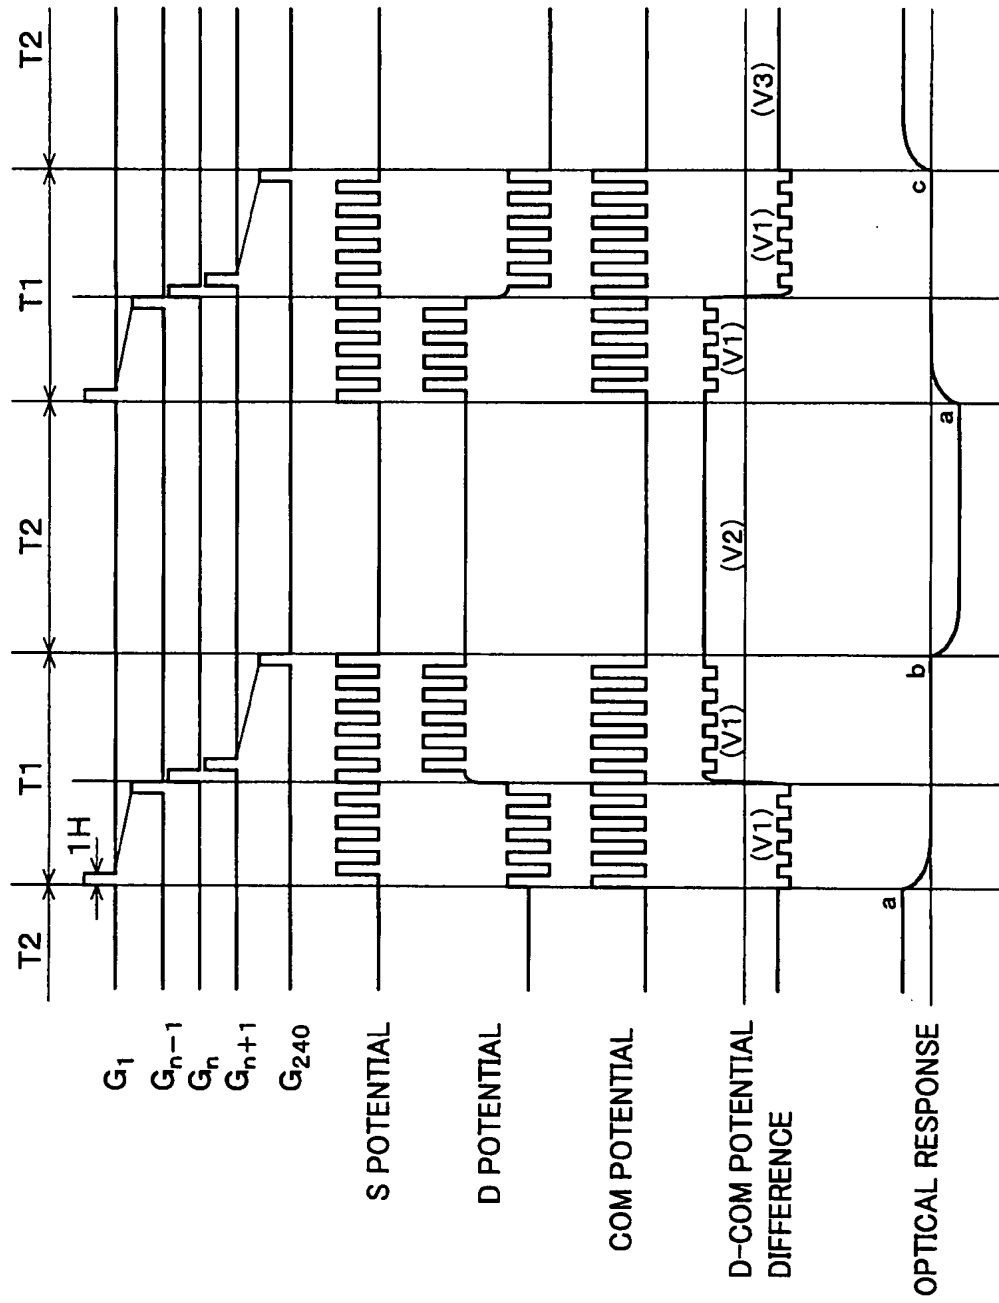 T2
T1
T2
T1
T2
1H
G1
Gn−1
Gn
Gn+1
G240
S POTENTIAL
D POTENTIAL
COM POTENTIAL
D-COM POTENTIAL
DIFFERENCE
(V1)
(V1)
(V2)
(V1)
(V1)
(V3)
OPTICAL RESPONSE
a
b
a
c